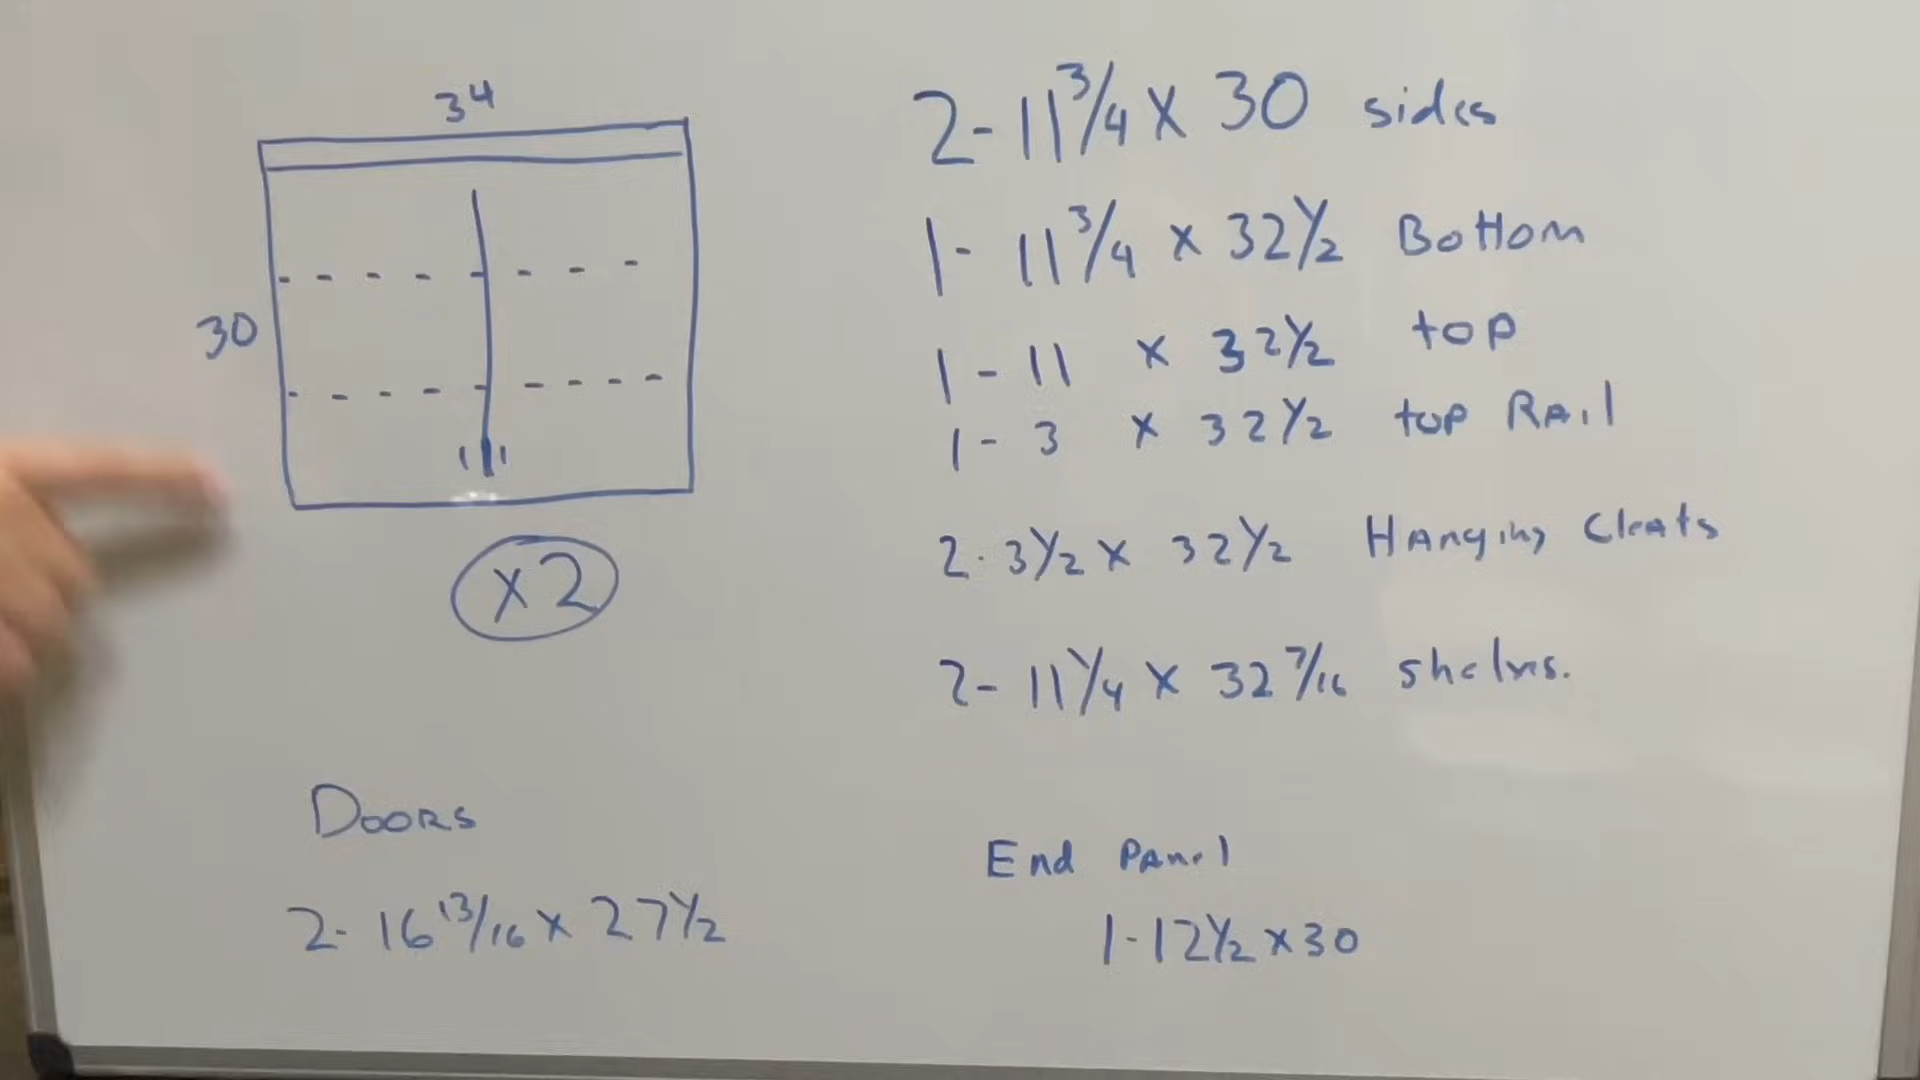 34
30
x2
2-11 3/4 x 30 sides
1-11 3/4 x 32 1/2 Bottom
1-11 x 32 1/2 top
1-3 x 32 1/2 top Rail
2-3 1/2 x 32 1/2 Hanging Cleats
2-11 1/4 x 32 7/16 shelves.
Doors
2-16 13/16 x 27 1/2
End Panel
1-12 1/2 x 30